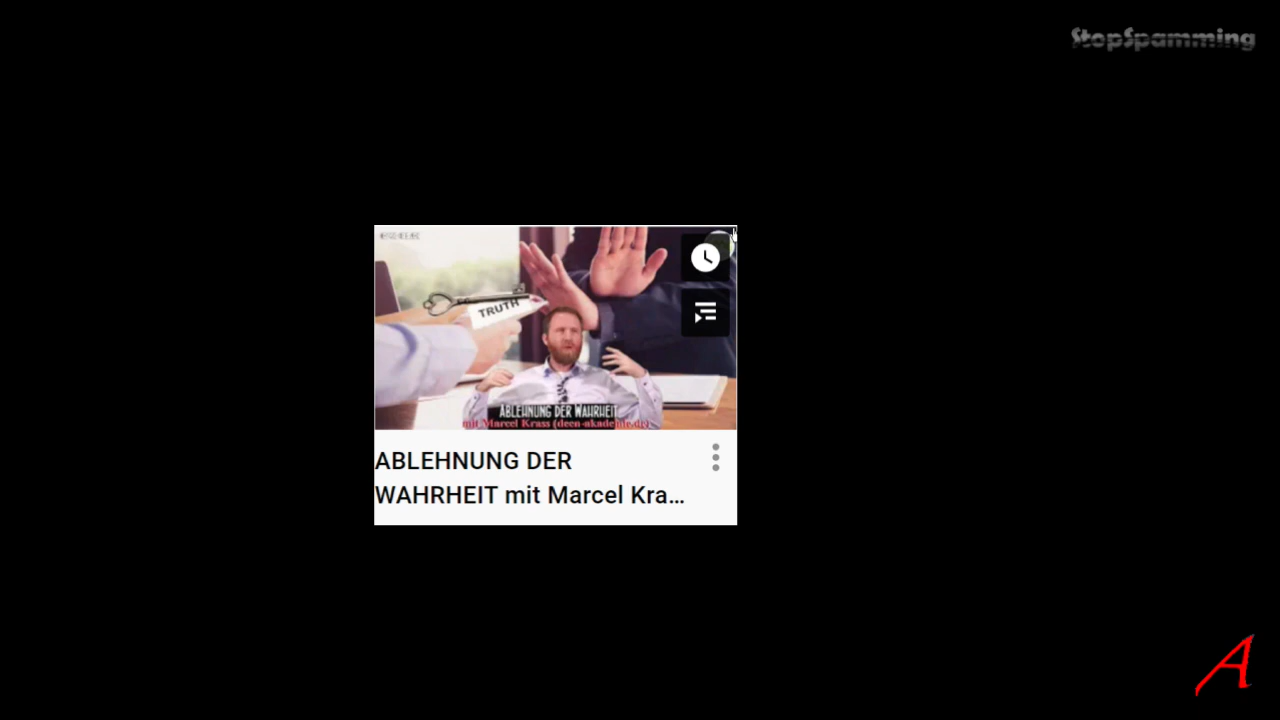 StopSpamming
TRUTH
ABLEHNUNG DER WAHRHEIT
mit Marcel Krass (deen-akademie.de)
ABLEHNUNG DER
WAHRHEIT mit Marcel Kra...
A